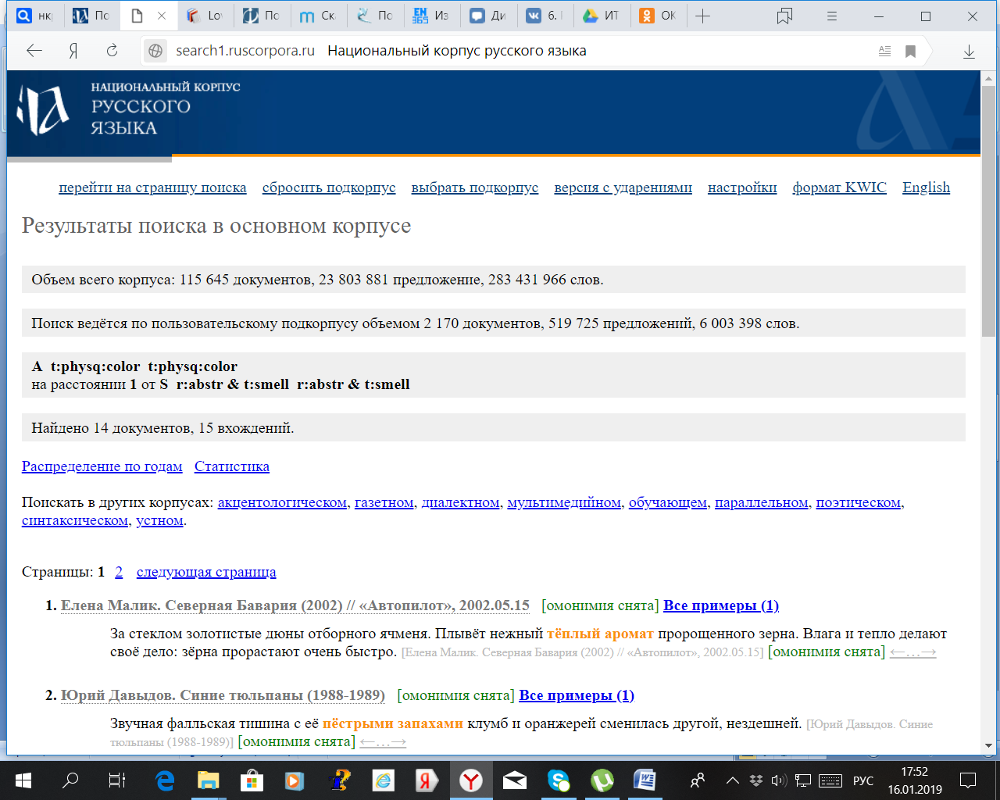 нк
По
Lo
По
Ск
По
Из
Ди
6. I
ИТ
ОК
Я
search1.ruscorpora.ru Национальный корпус русского языка
НАЦИОНАЛЬНЫЙ КОРПУС
РУССКОГО
ЯЗЫКА
перейти на страницу поиска сбросить подкорпус выбрать подкорпус версия с ударениями настройки формат KWIC English
Результаты поиска в основном корпусе
Объем всего корпуса: 115 645 документов, 23 803 881 предложение, 283 431 966 слов.
Поиск ведётся по пользовательскому подкорпусу объемом 2 170 документов, 519 725 предложений, 6 003 398 слов.
A t:physq:color t:physq:color
на расстоянии 1 от S r:abstr & t:smell r:abstr & t:smell
Найдено 14 документов, 15 вхождений.
Распределение по годам Статистика
Поискать в других корпусах: акцентологическом, газетном, диалектном, мультимедийном, обучающем, параллельном, поэтическом,
синтаксическом, устном.
Страницы: 1 2 следующая страница
1. Елена Малик. Северная Бавария (2002) // «Автопилот», 2002.05.15 [омонимия снята] Все примеры (1)
За стеклом золотистые дюны отборного ячменя. Плывёт нежный тёплый аромат пророщенного зерна. Влага и тепло делают
своё дело: зёрна прорастают очень быстро. [Елена Малик. Северная Бавария (2002) // «Автопилот», 2002.05.15] [омонимия снята] ←…→
2. Юрий Давыдов. Синие тюльпаны (1988-1989) [омонимия снята] Все примеры (1)
Звучная фалльская тишина с её пёстрыми запахами клумб и оранжерей сменилась другой, нездешней. [Юрий Давыдов. Синие
тюльпаны (1988-1989)] [омонимия снята] ←…→
РУС
17:52
16.01.2019